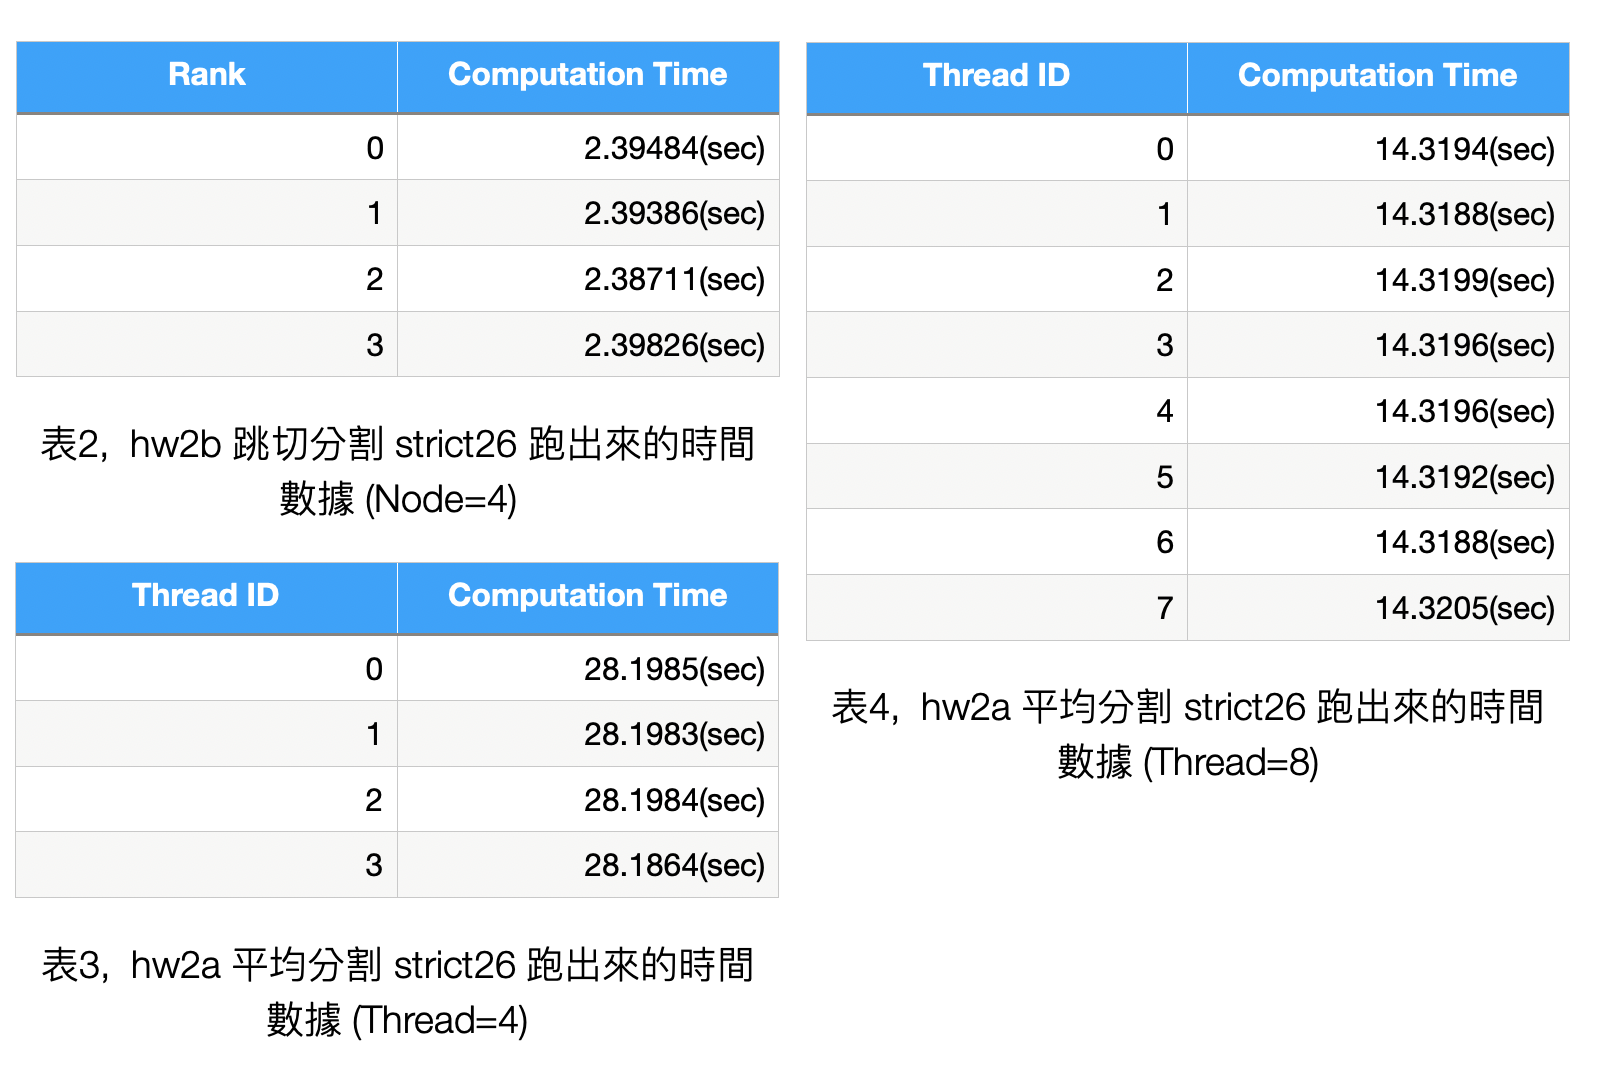 Rank Computation Time
0 2.39484(sec)
1 2.39386(sec)
2 2.38711(sec)
3 2.39826(sec)
表2, hw2b 跳切分割 strict26 跑出來的時間
數據 (Node=4)
Thread ID Computation Time
0 28.1985(sec)
1 28.1983(sec)
2 28.1984(sec)
3 28.1864(sec)
表3, hw2a 平均分割 strict26 跑出來的時間
數據 (Thread=4)
Thread ID Computation Time
0 14.3194(sec)
1 14.3188(sec)
2 14.3199(sec)
3 14.3196(sec)
4 14.3196(sec)
5 14.3192(sec)
6 14.3188(sec)
7 14.3205(sec)
表4, hw2a 平均分割 strict26 跑出來的時間
數據 (Thread=8)